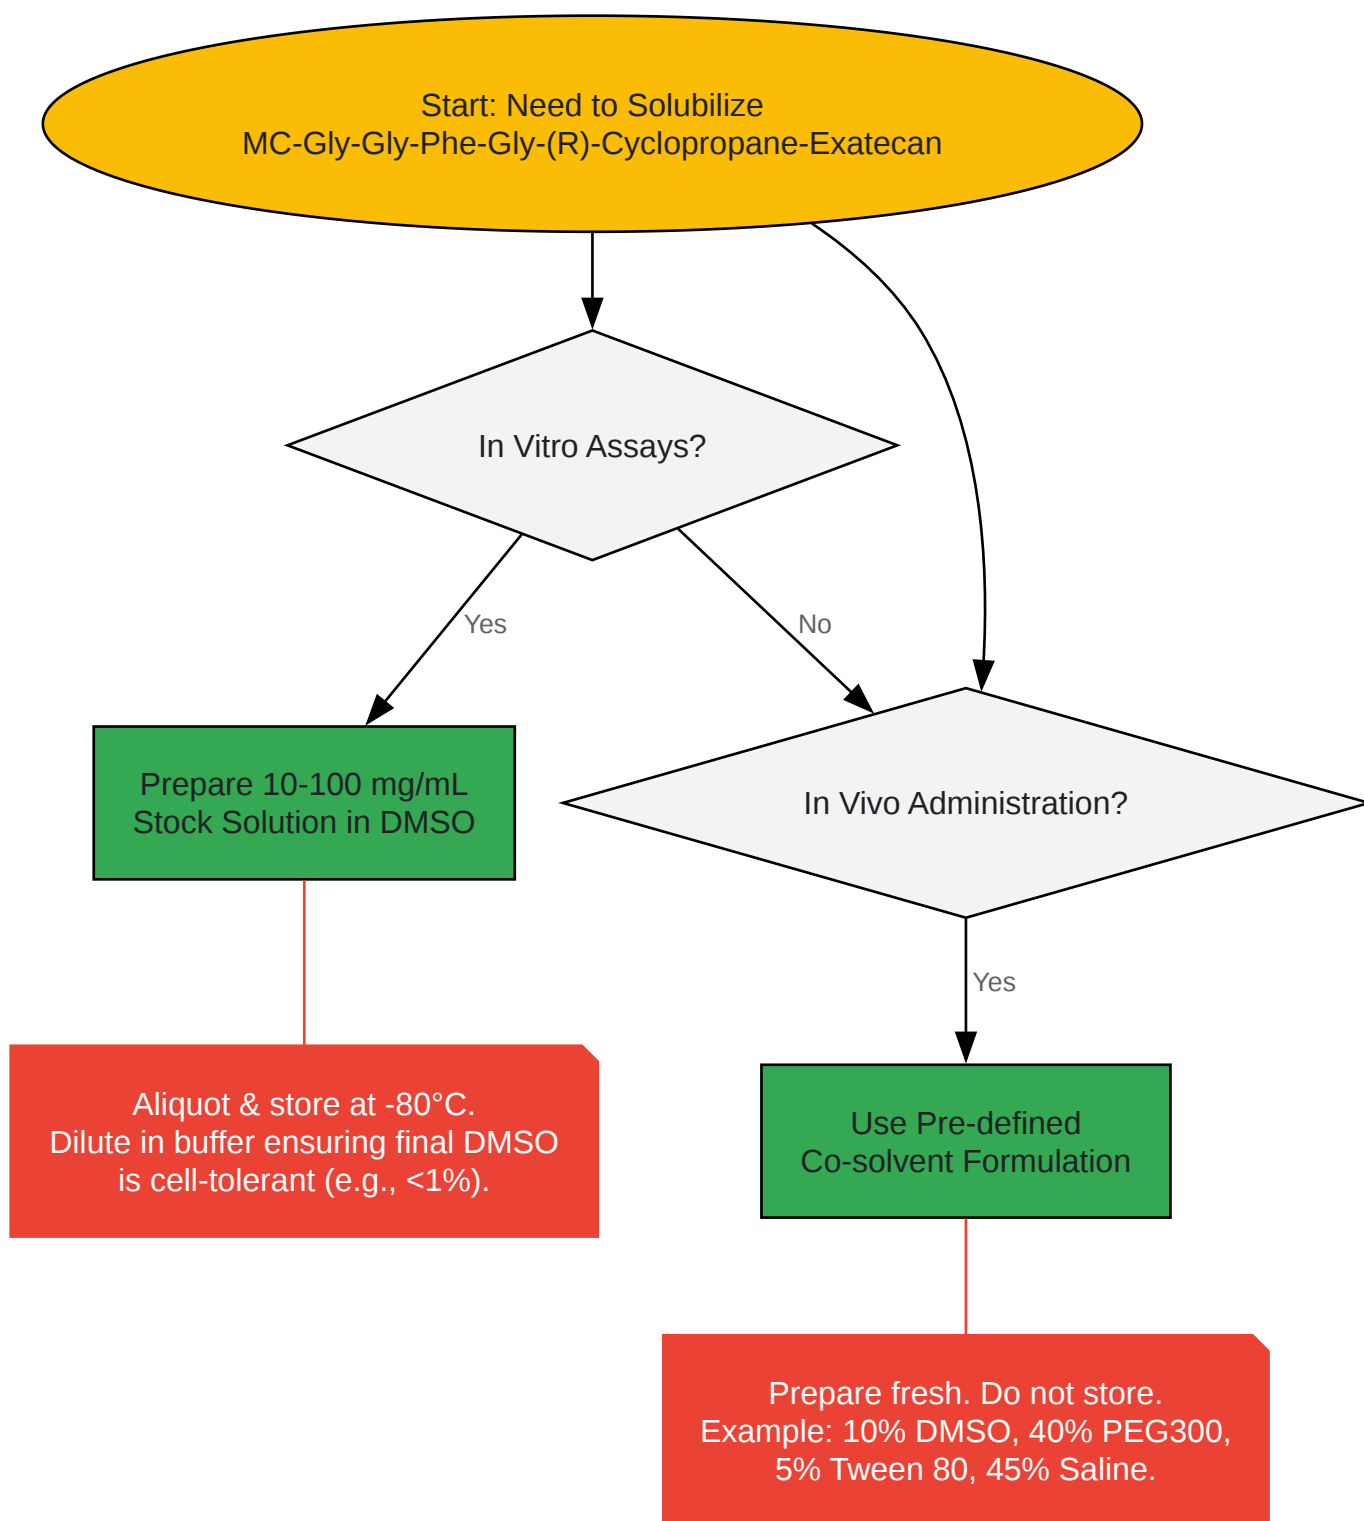 Start: Need to Solubilize
MC-Gly-Gly-Phe-Gly-(R)-Cyclopropane-Exatecan
In Vitro Assays?
Yes
No
Prepare 10-100 mg/mL
Stock Solution in DMSO
In Vivo Administration?
Yes
Aliquot & store at -80°C.
Dilute in buffer ensuring final DMSO
is cell-tolerant (e.g., <1%).
Use Pre-defined
Co-solvent Formulation
Prepare fresh. Do not store.
Example: 10% DMSO, 40% PEG300,
5% Tween 80, 45% Saline.